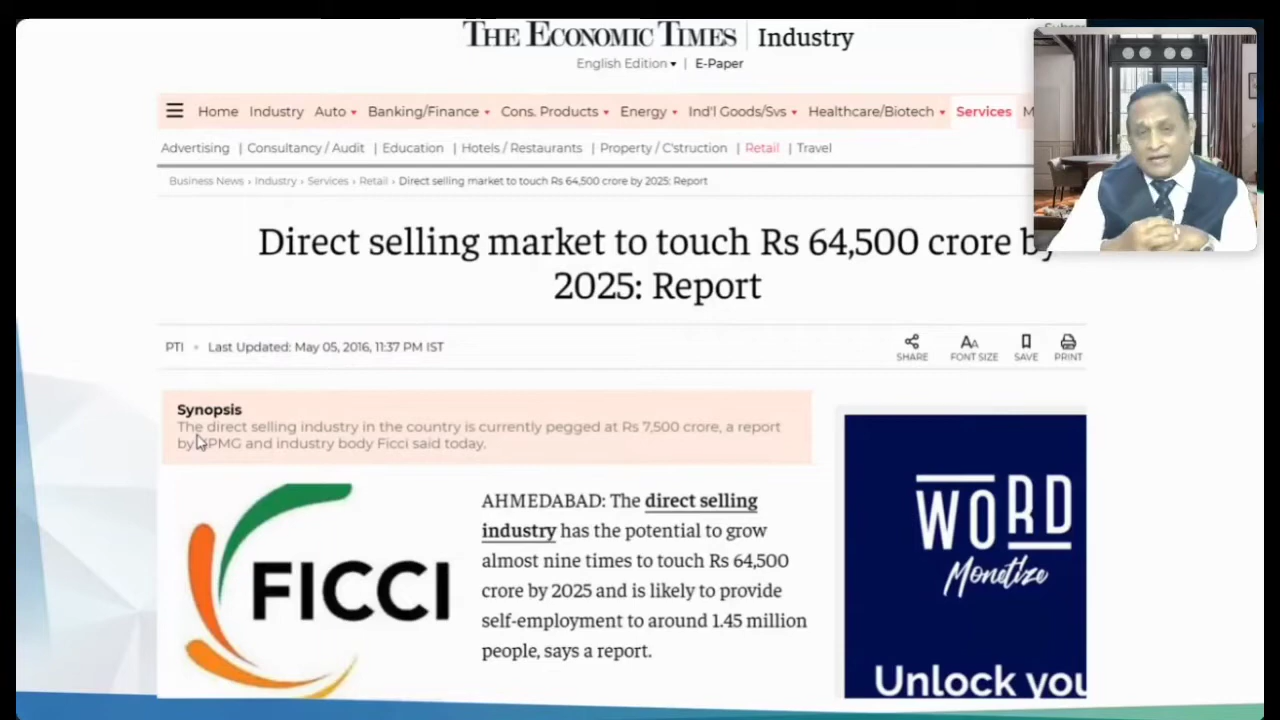 THE ECONOMIC TIMES | Industry
English Edition ▾ | E-Paper
Home Industry Auto ▾ Banking/Finance ▾ Cons. Products ▾ Energy ▾ Ind'l Goods/Svs ▾ Healthcare/Biotech ▾ Services M
Advertising | Consultancy / Audit | Education | Hotels / Restaurants | Property / C'struction | Retail | Travel
Business News › Industry › Services › Retail › Direct selling market to touch Rs 64,500 crore by 2025: Report
Direct selling market to touch Rs 64,500 crore by
2025: Report
PTI • Last Updated: May 05, 2016, 11:37 PM IST
SHARE FONT SIZE SAVE PRINT
Synopsis
The direct selling industry in the country is currently pegged at Rs 7,500 crore, a report
by KPMG and industry body Ficci said today.
FICCI
AHMEDABAD: The direct selling
industry has the potential to grow
almost nine times to touch Rs 64,500
crore by 2025 and is likely to provide
self-employment to around 1.45 million
people, says a report.
WORD
Monetize
Unlock you